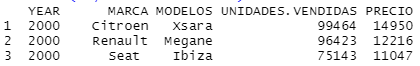 YEAR MARCA MODELOS UNIDADES.VENDIDAS PRECIO
1 2000 Citroen Xsara 99464 14950
2 2000 Renault Megane 96423 12216
3 2000 Seat Ibiza 75143 11047